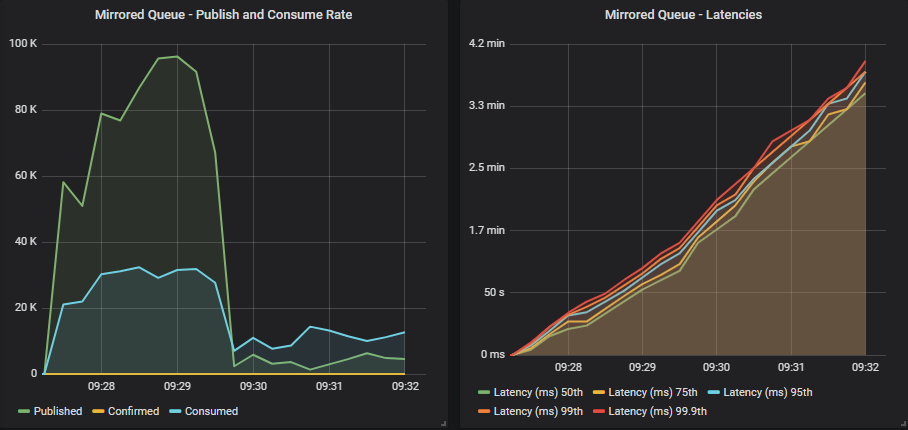 Mirrored Queue - Publish and Consume Rate
100 K
80 K
60 K
40 K
20 K
0
09:28 09:29 09:30 09:31 09:32
Published Confirmed Consumed
Mirrored Queue - Latencies
4.2 min
3.3 min
2.5 min
1.7 min
50 s
0 ms
09:28 09:29 09:30 09:31 09:32
Latency (ms) 50th Latency (ms) 75th Latency (ms) 95th
Latency (ms) 99th Latency (ms) 99.9th